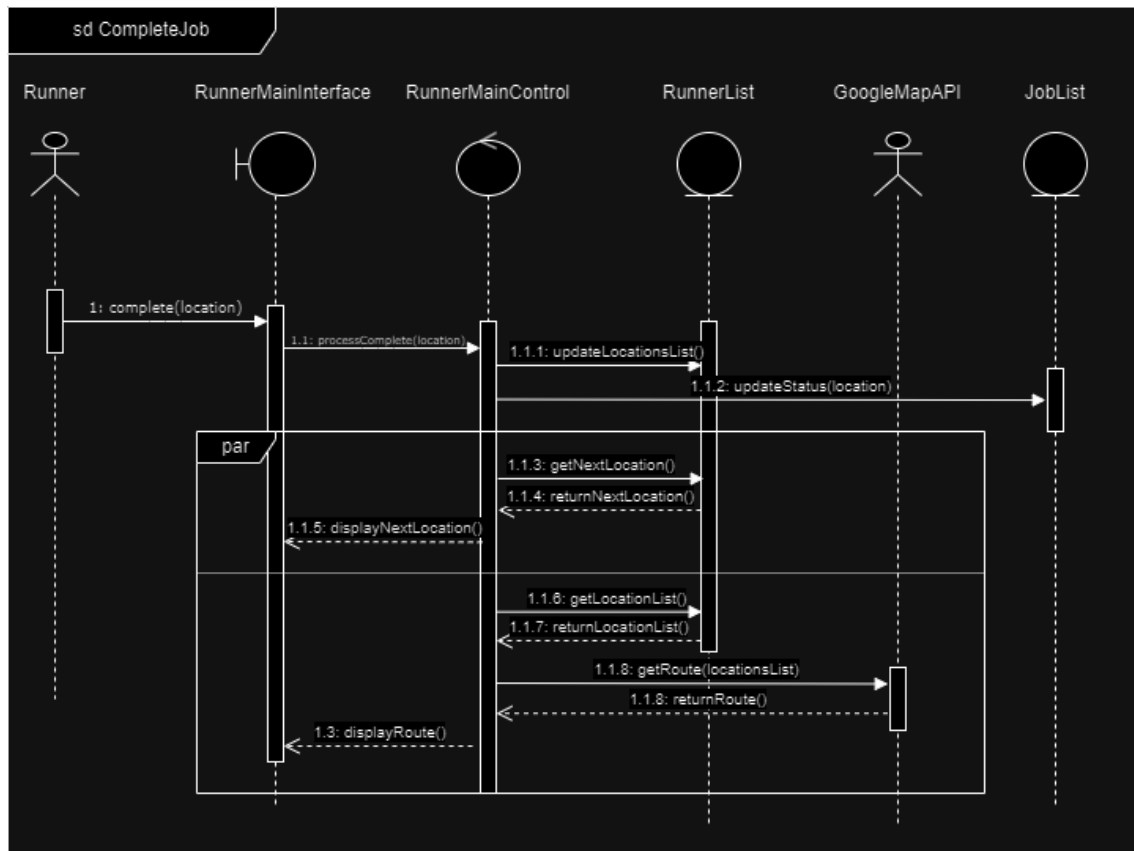 sd CompleteJob
Runner
RunnerMainInterface
RunnerMainControl
RunnerList
GoogleMapAPI
JobList
1: complete(location)
1.1: processComplete(location)
1.1.1: updateLocationsList()
1.1.2: updateStatus(location)
par
1.1.3: getNextLocation()
1.1.4: returnNextLocation()
1.1.5: displayNextLocation()
1.1.6: getLocationList()
1.1.7: returnLocationList()
1.1.8: getRoute(locationsList)
1.1.8: returnRoute()
1.3: displayRoute()